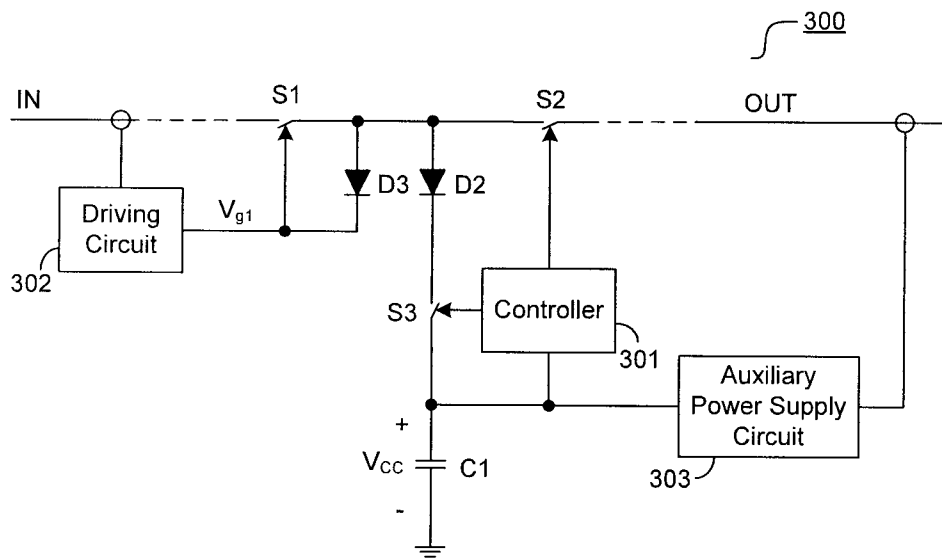 300
IN
S1
S2
OUT
D3
D2
Driving
Circuit
Vg1
302
S3
Controller
301
Auxiliary
Power Supply
Circuit
303
+
VCC
C1
-